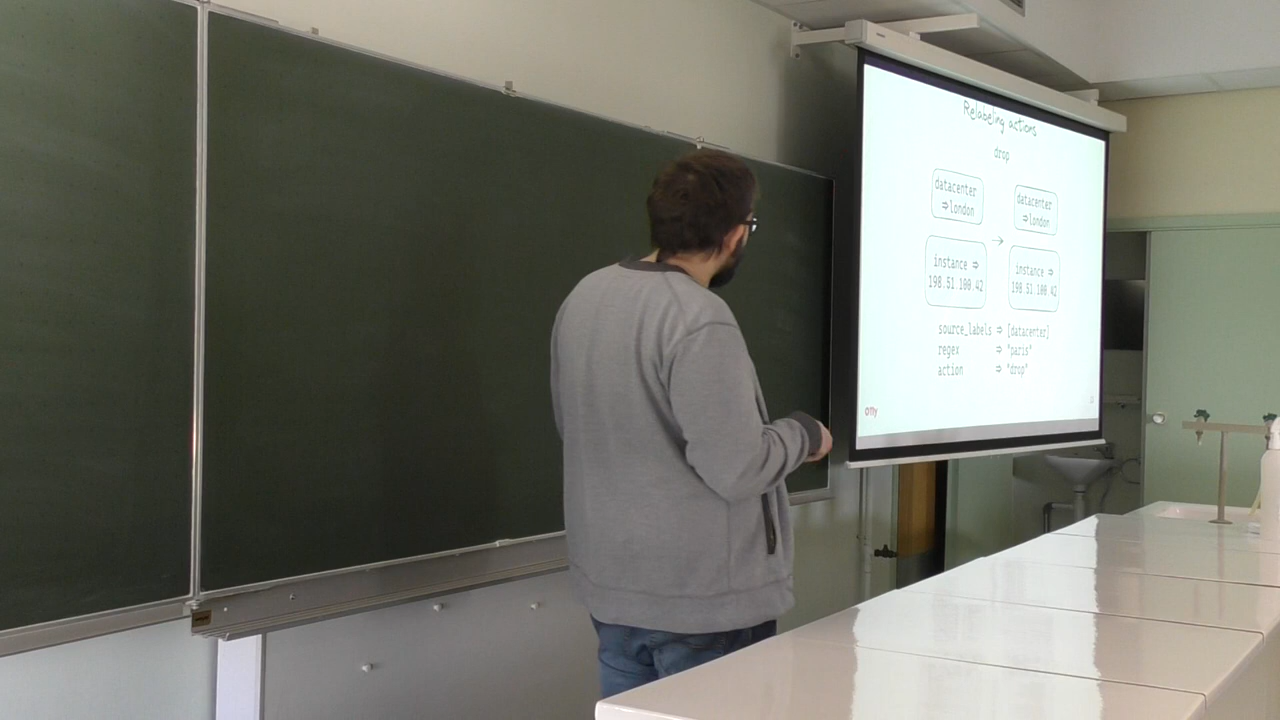 Relabeling actions
drop
datacenter
⇒london
datacenter
⇒london
→
instance ⇒
198.51.100.42
instance ⇒
198.51.100.42
source_labels ⇒ [datacenter]
regex ⇒ "paris"
action ⇒ "drop"